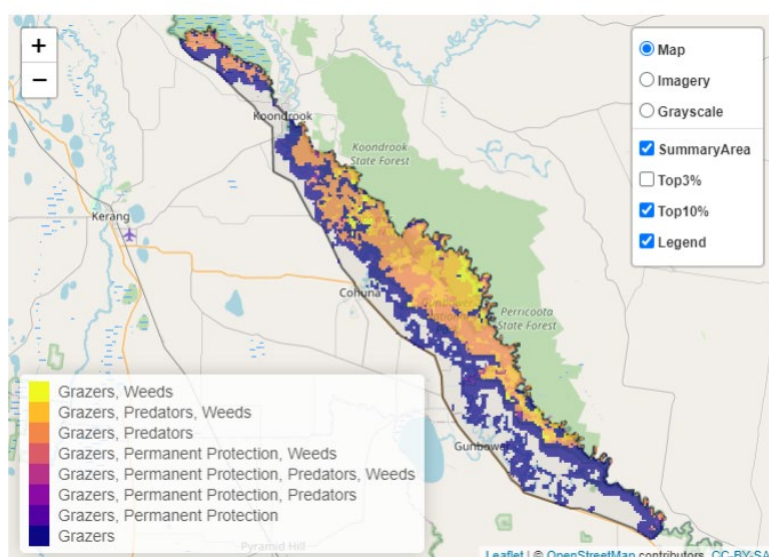 +
−
Map
Imagery
Grayscale
SummaryArea
Top3%
Top10%
Legend
Koondrook
Koondrook
State Forest
Kerang
Cohuna
Perricoota
State Forest
Gunbower
Grazers, Weeds
Grazers, Predators, Weeds
Grazers, Predators
Grazers, Permanent Protection, Weeds
Grazers, Permanent Protection, Predators, Weeds
Grazers, Permanent Protection, Predators
Grazers, Permanent Protection
Grazers
Pyramid Hill
Leaflet | © OpenStreetMap contributors, CC-BY-SA